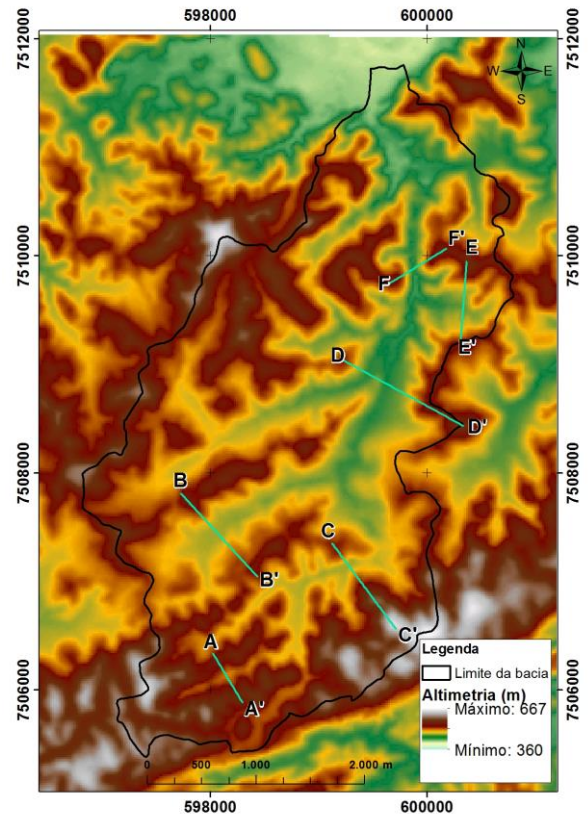 598000
600000
7512000
7512000
N
W
E
S
7510000
7510000
F'
E
F
E'
D
D'
7508000
7508000
B
C
B'
A
C'
A'
Legenda
Limite da bacia
Altimetria (m)
Máximo: 667
Mínimo: 360
7506000
7506000
0 500 1.000 2.000 m
598000
600000